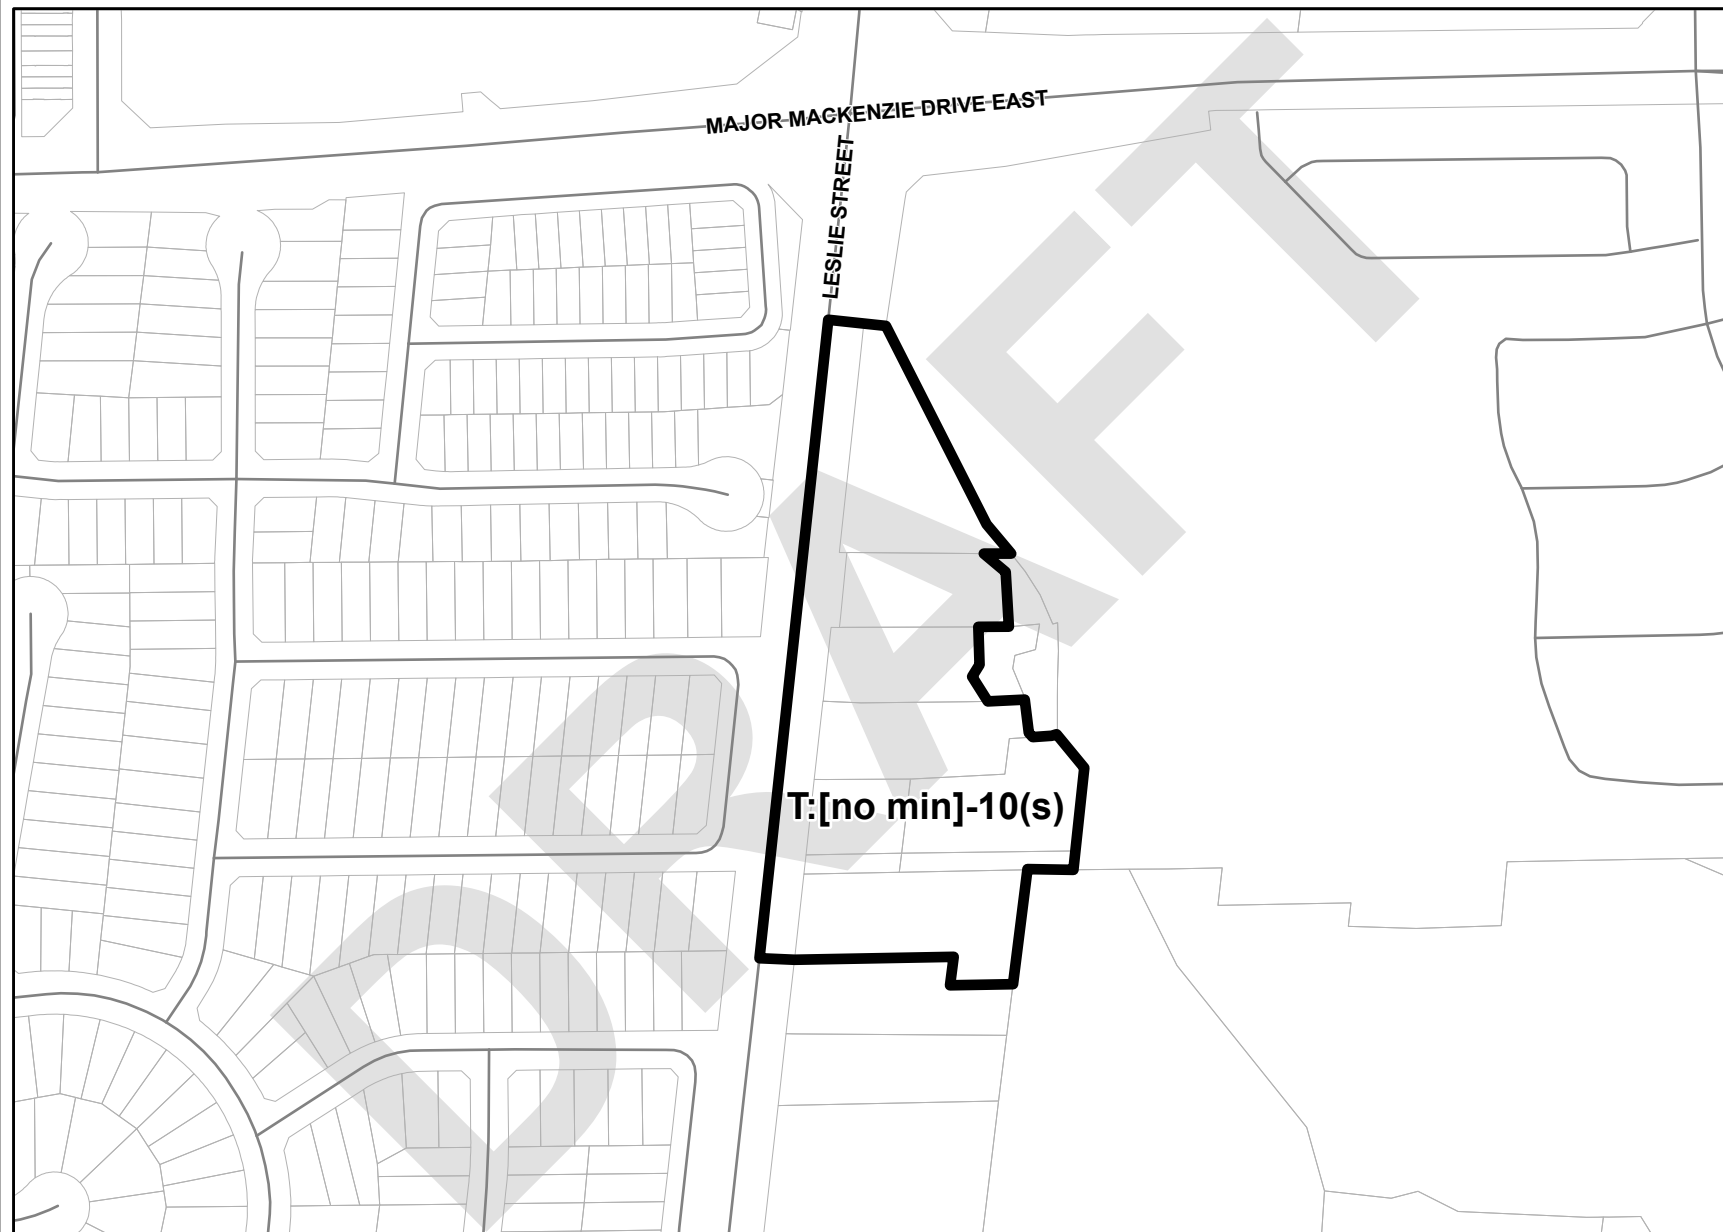 MAJOR MACKENZIE DRIVE EAST
LESLIE STREET
T:[no min]-10(s)
DRAFT